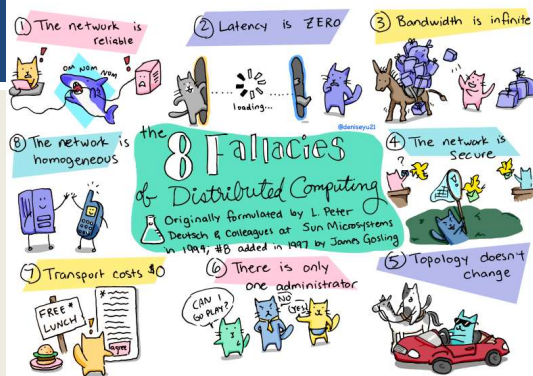 ① The network is
reliable
OM NOM NOM
② Latency is ZERO
loading...
③ Bandwidth is infinite
@deniseyu21
the
8 Fallacies
of Distributed Computing
Originally formulated by L. Peter
Deutsch & Colleagues at Sun Microsystems
in 1994, #8 added in 1997 by James Gosling
④ The network is
secure
?
⑤ Topology doesn't
change
⑥ There is only
one administrator
CAN I
GO PLAY?
NO
YES!
⑦ Transport costs $0
FREE*
LUNCH
agree
⑧ The network is
homogeneous